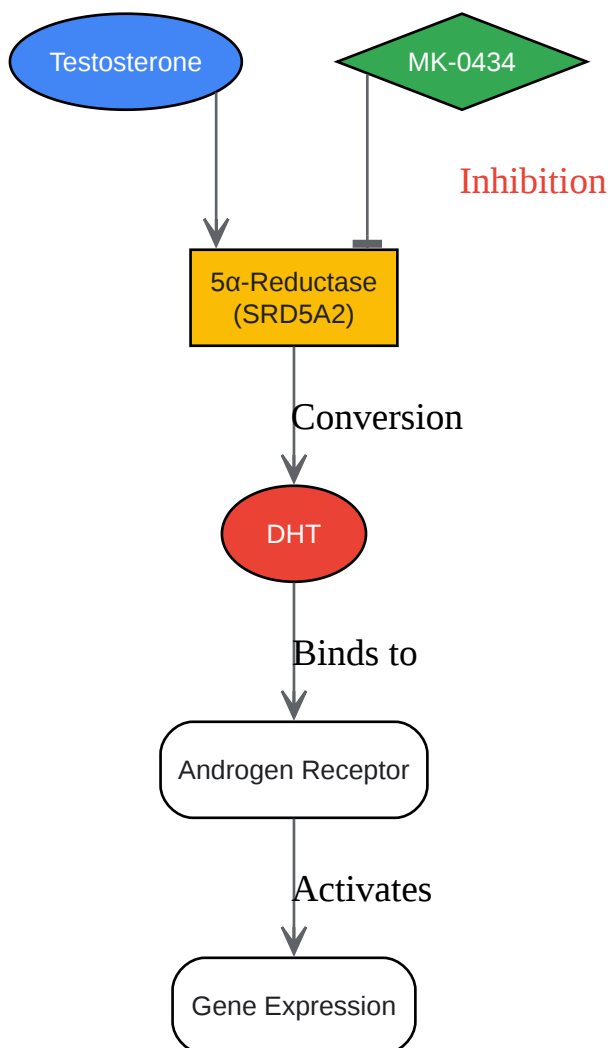 Testosterone
MK-0434
Inhibition
5α-Reductase
(SRD5A2)
Conversion
DHT
Binds to
Androgen Receptor
Activates
Gene Expression